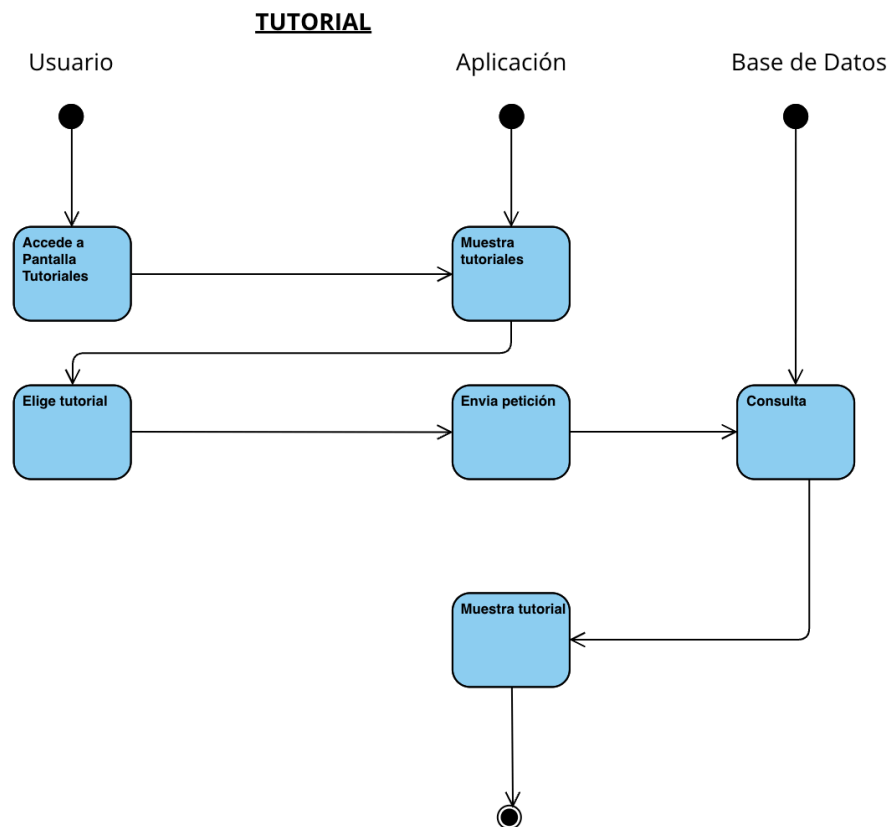 TUTORIAL
Usuario
Aplicación
Base de Datos
Accede a
Pantalla
Tutoriales
Muestra
tutoriales
Elige tutorial
Envia petición
Consulta
Muestra tutorial